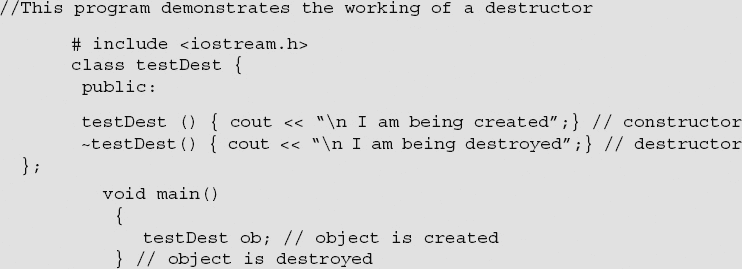 //This program demonstrates the working of a destructor
# include <iostream.h>
class testDest {
public:
testDest () { cout << “\n I am being created”;} // constructor
~testDest() { cout << “\n I am being destroyed”;} // destructor
};
void main()
{
testDest ob; // object is created
} // object is destroyed